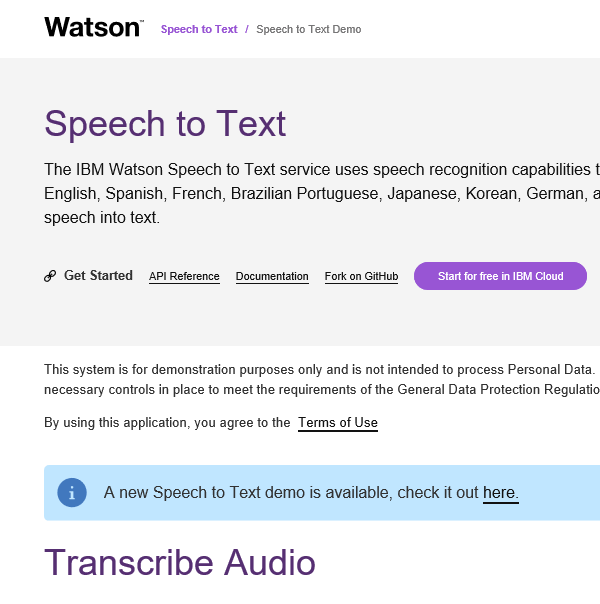 Watson™ Speech to Text / Speech to Text Demo
Speech to Text
The IBM Watson Speech to Text service uses speech recognition capabilities t
English, Spanish, French, Brazilian Portuguese, Japanese, Korean, German, a
speech into text.
Get Started API Reference Documentation Fork on GitHub Start for free in IBM Cloud
This system is for demonstration purposes only and is not intended to process Personal Data.
necessary controls in place to meet the requirements of the General Data Protection Regulatio
By using this application, you agree to the Terms of Use
A new Speech to Text demo is available, check it out here.
Transcribe Audio